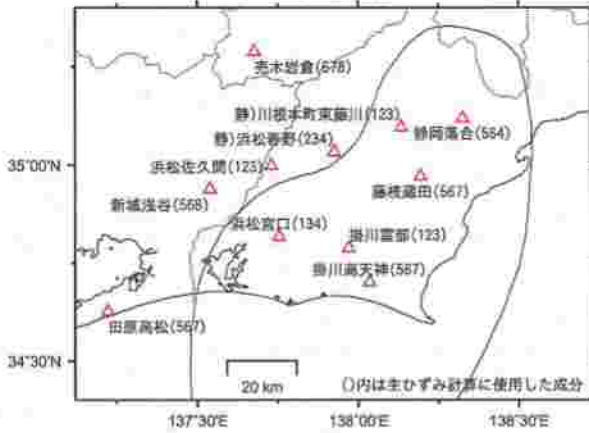 売木岩倉(678)
静)川根本町東藤川(123)
静)浜松春野(234)
静岡落合(564)
35°00'N
浜松佐久間(123)
藤枝蔵田(567)
新城浅谷(568)
浜松宮口(134)
掛川富部(123)
掛川高天神(567)
田原高松(567)
34°30'N
20 km
()内は主ひずみ計算に使用した成分
137°30'E
138°00'E
138°30'E